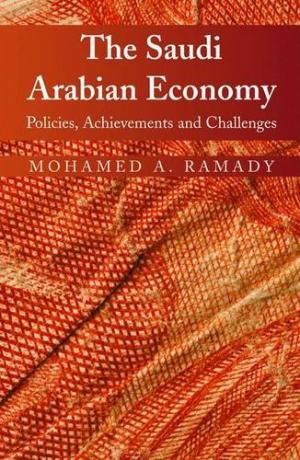 The Saudi
Arabian Economy
Policies, Achievements and Challenges
MOHAMED A. RAMADY